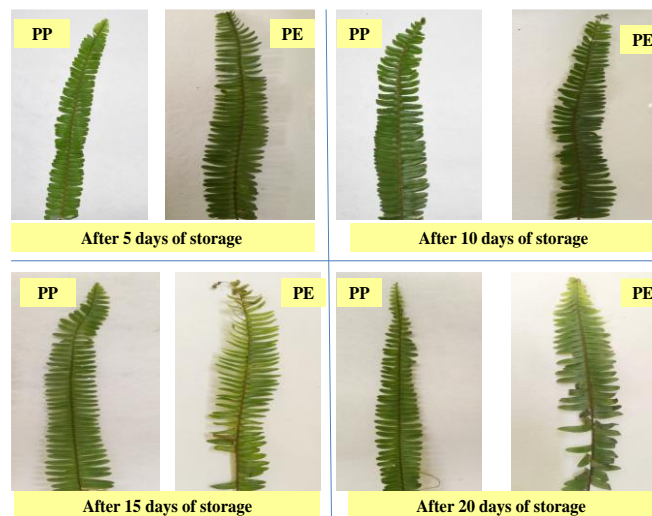 PP
PE
After 5 days of storage
PP
PE
After 10 days of storage
PP
PE
After 15 days of storage
PP
PE
After 20 days of storage